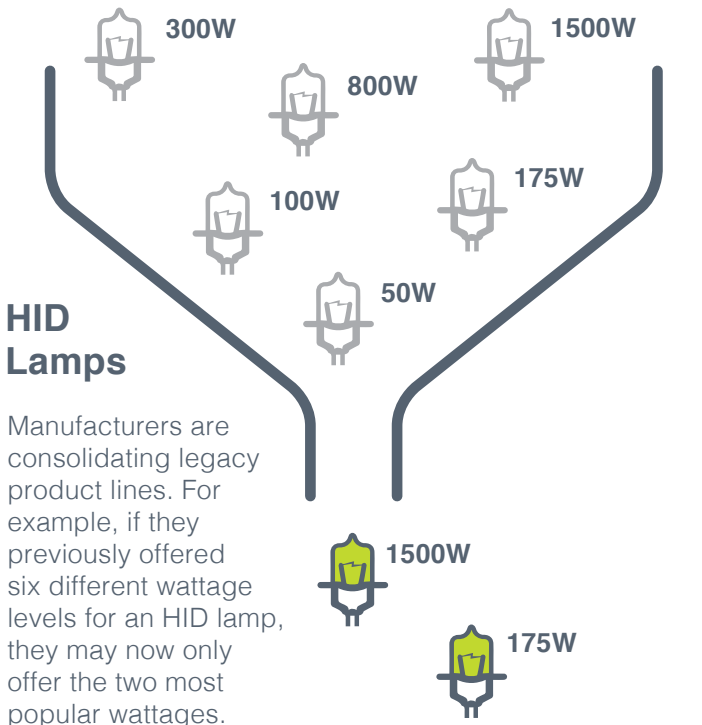 300W
1500W
800W
175W
100W
50W
HID
Lamps
Manufacturers are
consolidating legacy
product lines. For
example, if they
previously offered
six different wattage
levels for an HID lamp,
they may now only
offer the two most
popular wattages.
1500W
175W